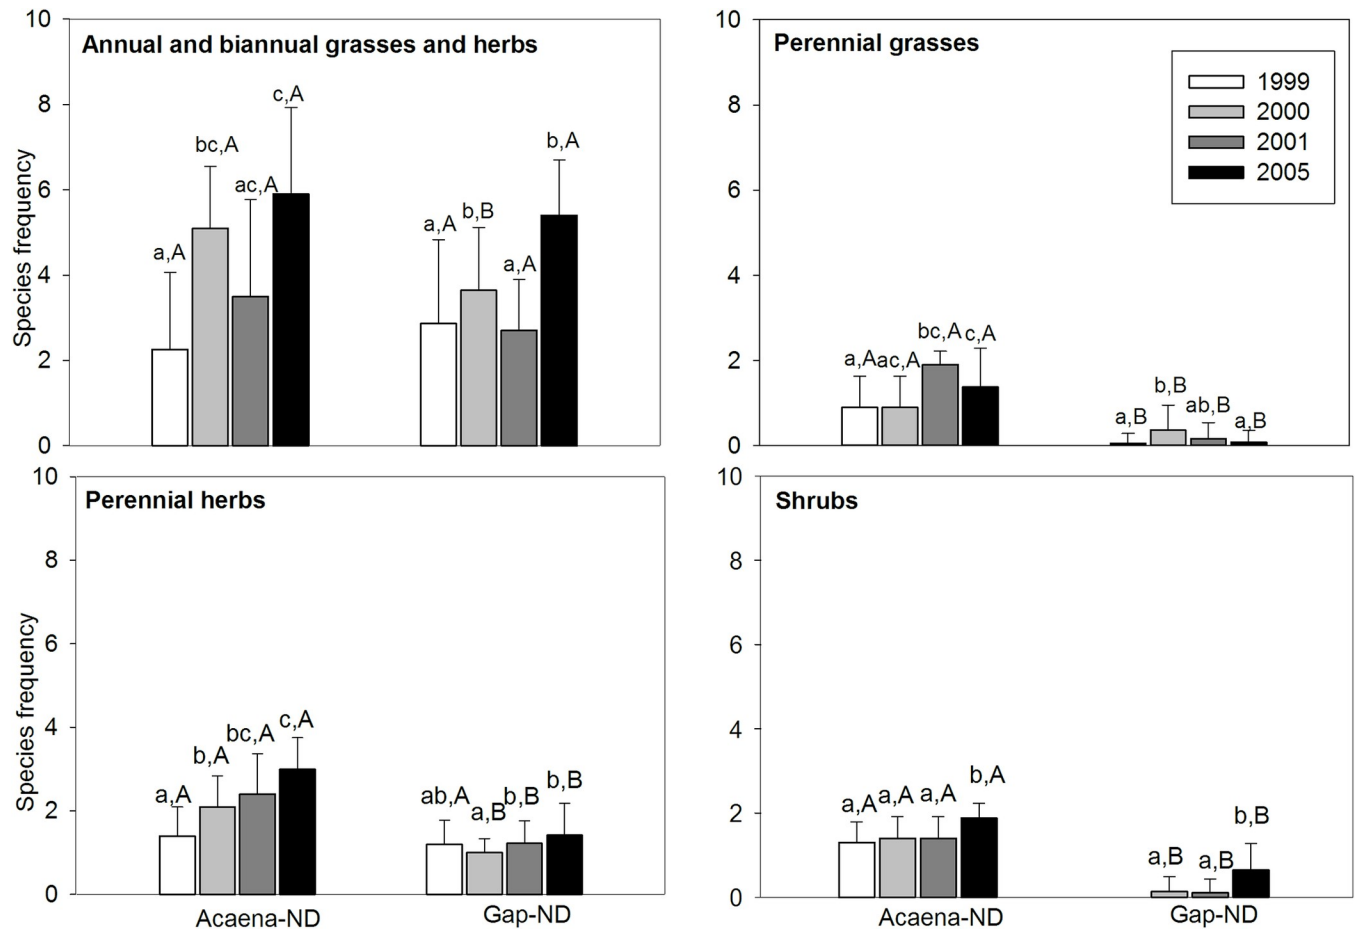 Annual and biannual grasses and herbs
Species frequency
10
8
6
4
2
0
a,A
bc,A
ac,A
c,A
a,A
b,B
a,A
b,A
Perennial grasses
10
8
6
4
2
0
1999
2000
2001
2005
a,A
ac,A
bc,A
c,A
a,B
b,B
ab,B
a,B
Perennial herbs
Species frequency
10
8
6
4
2
0
a,A
b,A
bc,A
c,A
ab,A
a,B
b,B
b,B
Acaena-ND
Gap-ND
Shrubs
10
8
6
4
2
0
a,A
a,A
a,A
b,A
a,B
a,B
b,B
Acaena-ND
Gap-ND